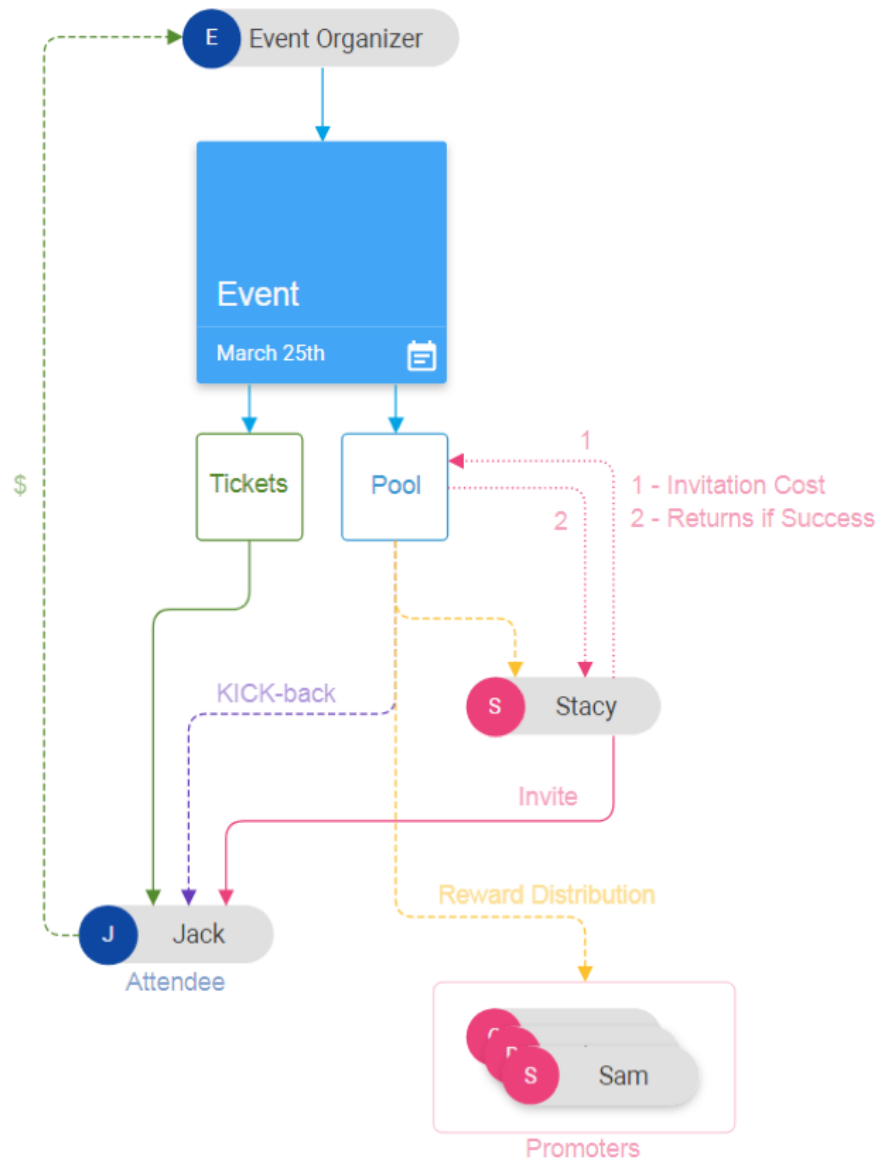 E Event Organizer
Event
March 25th
Tickets
Pool
$
1
2
1 - Invitation Cost
2 - Returns if Success
KICK-back
S Stacy
Invite
Reward Distribution
J Jack
Attendee
S Sam
Promoters